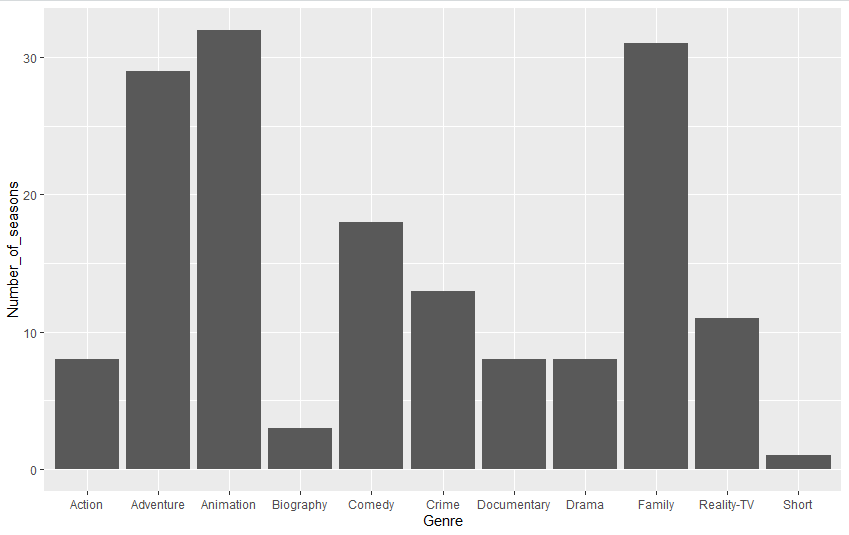 30
20
10
0
Number_of_seasons
Action Adventure Animation Biography Comedy Crime Documentary Drama Family Reality-TV Short
Genre